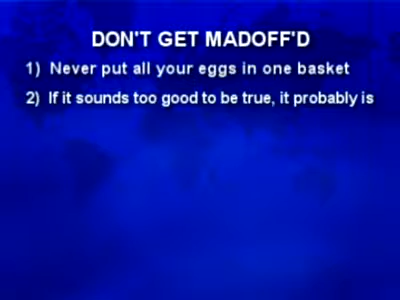 DON'T GET MADOFF'D
1) Never put all your eggs in one basket
2) If it sounds too good to be true, it probably is